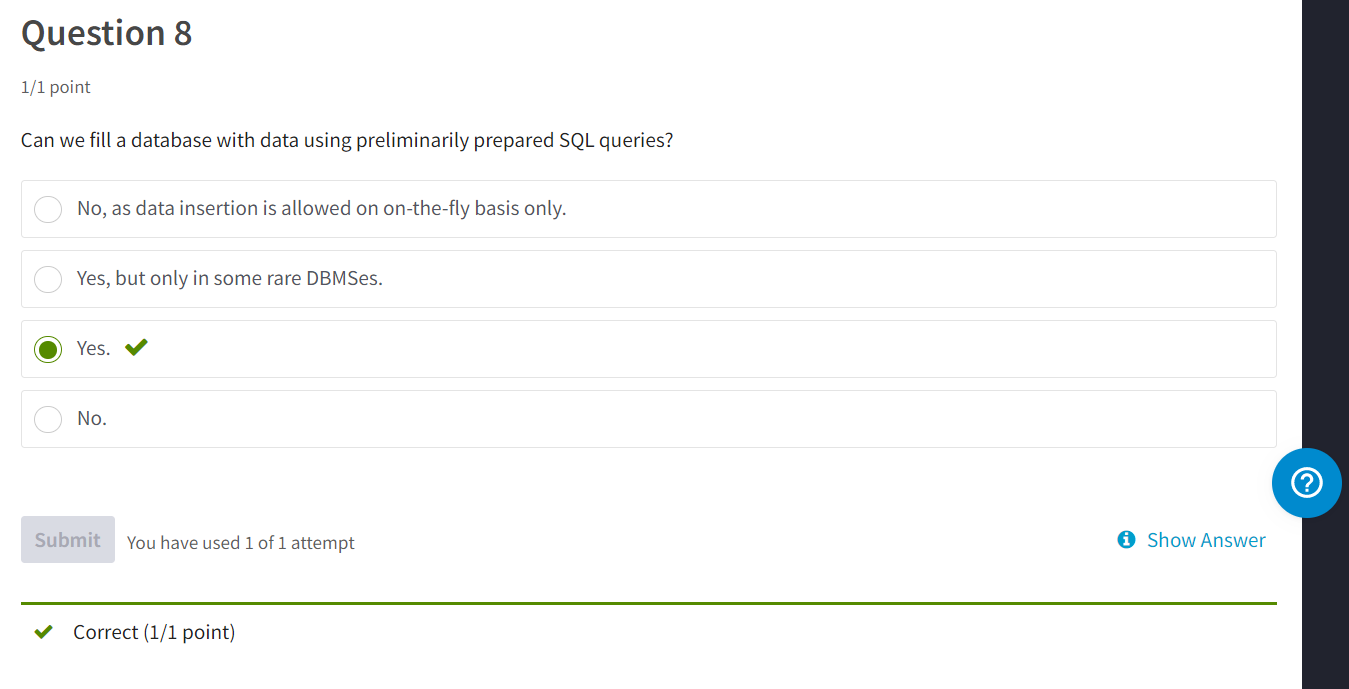 Question 8
1/1 point
Can we fill a database with data using preliminarily prepared SQL queries?
No, as data insertion is allowed on on-the-fly basis only.
Yes, but only in some rare DBMSes.
Yes.
No.
Submit You have used 1 of 1 attempt Show Answer
Correct (1/1 point)